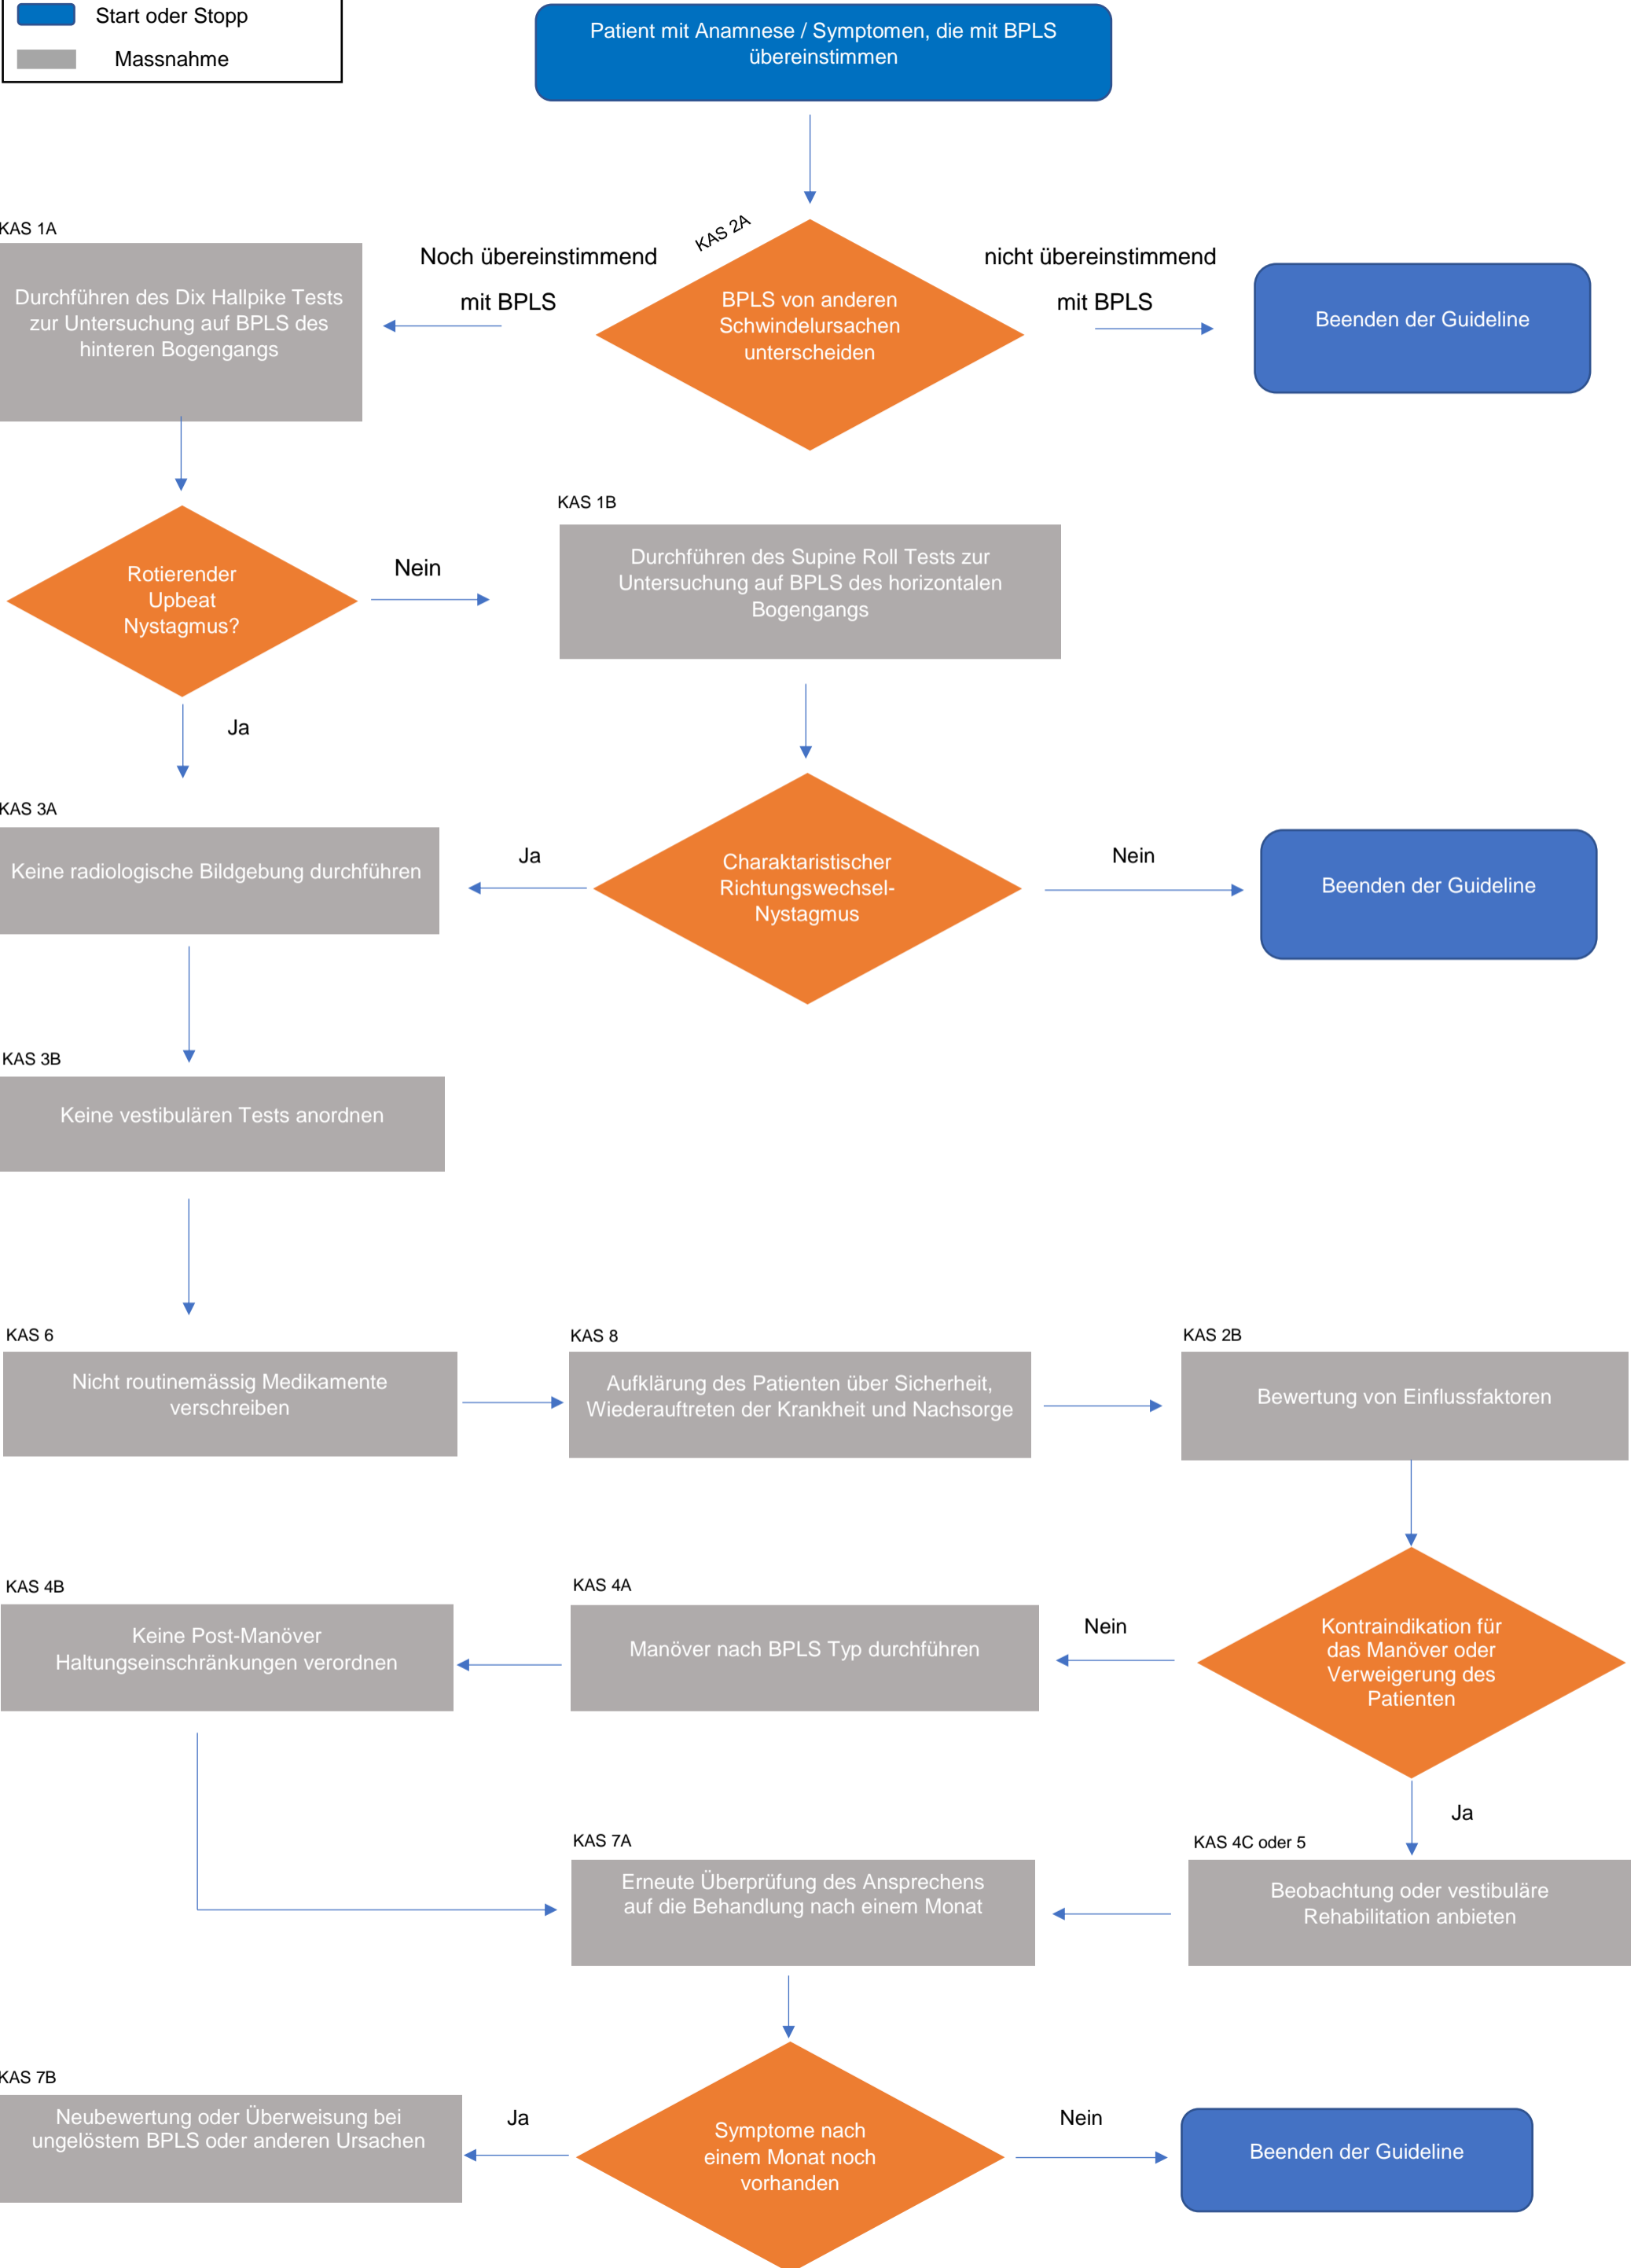 Start oder Stopp
Massnahme
Patient mit Anamnese / Symptomen, die mit BPLS
übereinstimmen
KAS 2A
BPLS von anderen
Schwindelursachen
unterscheiden
Noch übereinstimmend
mit BPLS
nicht übereinstimmend
mit BPLS
Beenden der Guideline
KAS 1A
Durchführen des Dix Hallpike Tests
zur Untersuchung auf BPLS des
hinteren Bogengangs
Rotierender
Upbeat
Nystagmus?
Nein
Ja
KAS 1B
Durchführen des Supine Roll Tests zur
Untersuchung auf BPLS des horizontalen
Bogengangs
Charaktaristischer
Richtungswechsel-
Nystagmus
Ja
Nein
Beenden der Guideline
KAS 3A
Keine radiologische Bildgebung durchführen
KAS 3B
Keine vestibulären Tests anordnen
KAS 6
Nicht routinemässig Medikamente
verschreiben
KAS 8
Aufklärung des Patienten über Sicherheit,
Wiederauftreten der Krankheit und Nachsorge
KAS 2B
Bewertung von Einflussfaktoren
Kontraindikation für
das Manöver oder
Verweigerung des
Patienten
Nein
Ja
KAS 4A
Manöver nach BPLS Typ durchführen
KAS 4B
Keine Post-Manöver
Haltungseinschränkungen verordnen
KAS 4C oder 5
Beobachtung oder vestibuläre
Rehabilitation anbieten
KAS 7A
Erneute Überprüfung des Ansprechens
auf die Behandlung nach einem Monat
Symptome nach
einem Monat noch
vorhanden
Ja
Nein
KAS 7B
Neubewertung oder Überweisung bei
ungelöstem BPLS oder anderen Ursachen
Beenden der Guideline